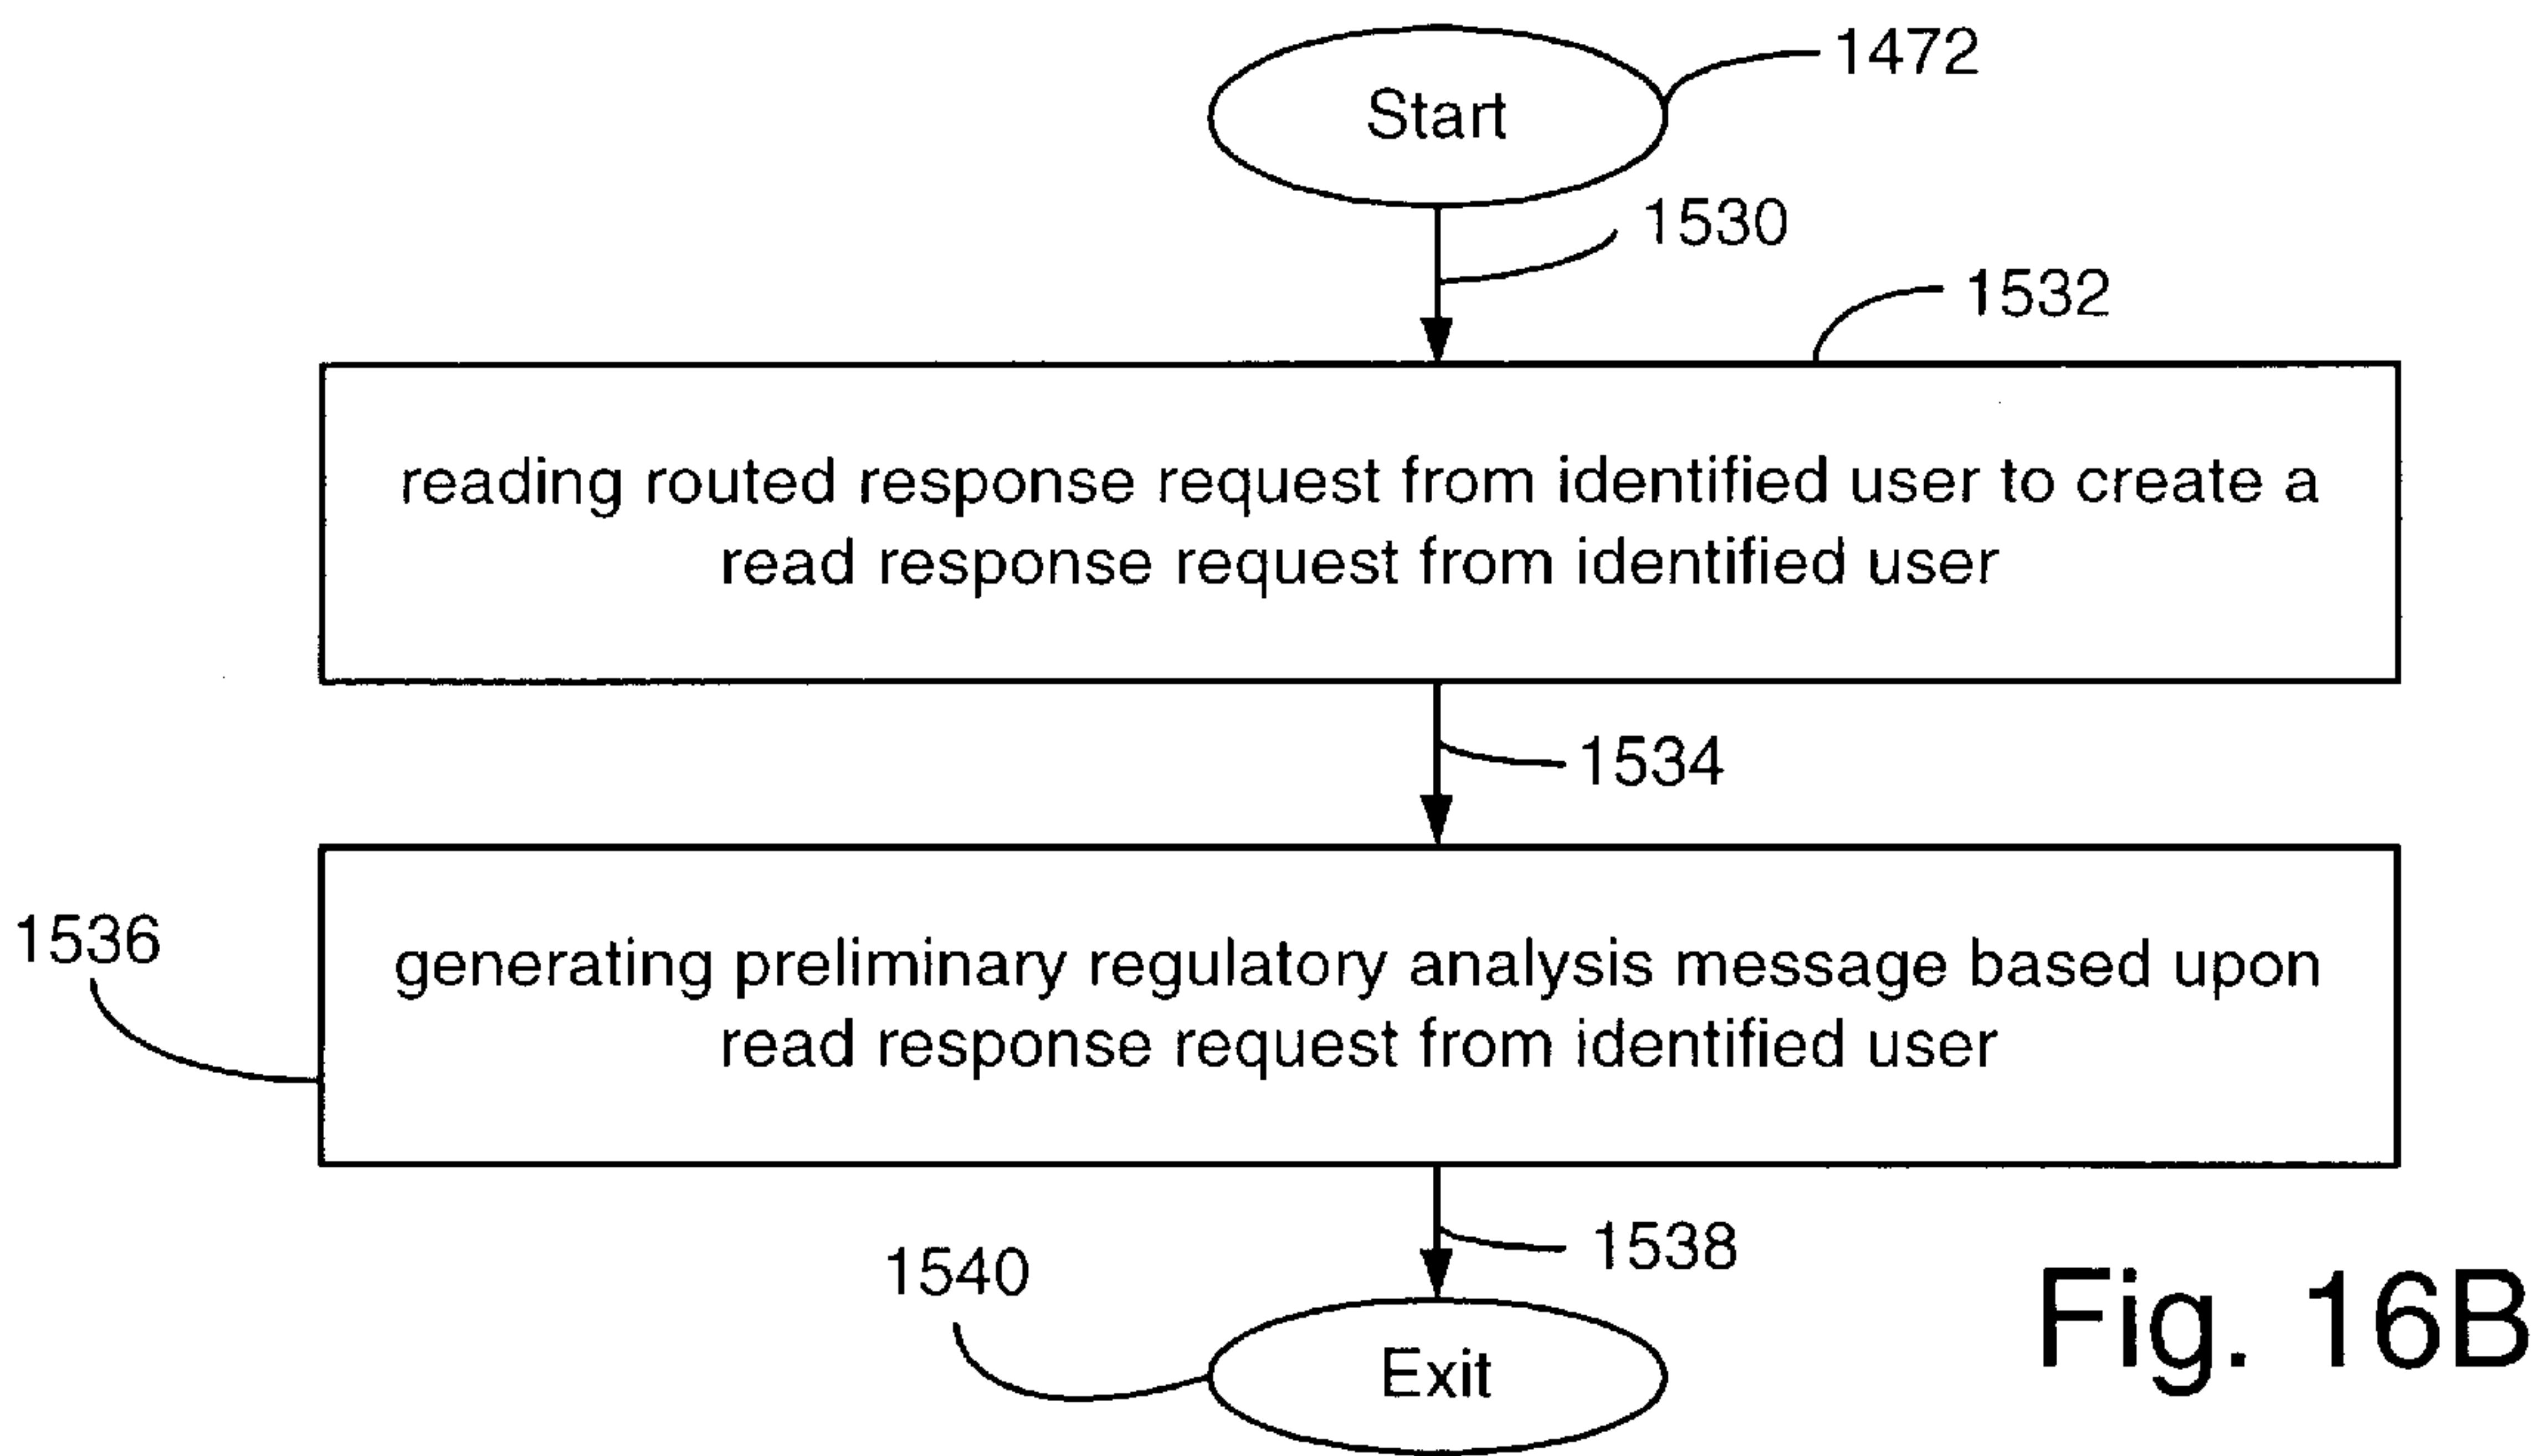 Start
1472
1530
1532
reading routed response request from identified user to create a
read response request from identified user
1534
1536
generating preliminary regulatory analysis message based upon
read response request from identified user
1538
1540
Exit
Fig. 16B